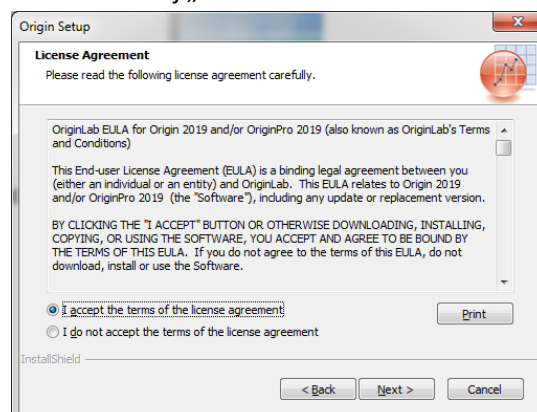 Origin Setup
License Agreement
Please read the following license agreement carefully.
OriginLab EULA for Origin 2019 and/or OriginPro 2019 (also known as OriginLab's Terms
and Conditions)
This End-user License Agreement (EULA) is a binding legal agreement between you
(either an individual or an entity) and OriginLab. This EULA relates to Origin 2019
and/or OriginPro 2019 (the "Software"), including any update or replacement version.
BY CLICKING THE "I ACCEPT" BUTTON OR OTHERWISE DOWNLOADING, INSTALLING,
COPYING, OR USING THE SOFTWARE, YOU ACCEPT AND AGREE TO BE BOUND BY
THE TERMS OF THIS EULA. If you do not agree to the terms of this EULA, do not
download, install or use the Software.
I accept the terms of the license agreement
Print
I do not accept the terms of the license agreement
InstallShield
< Back
Next >
Cancel